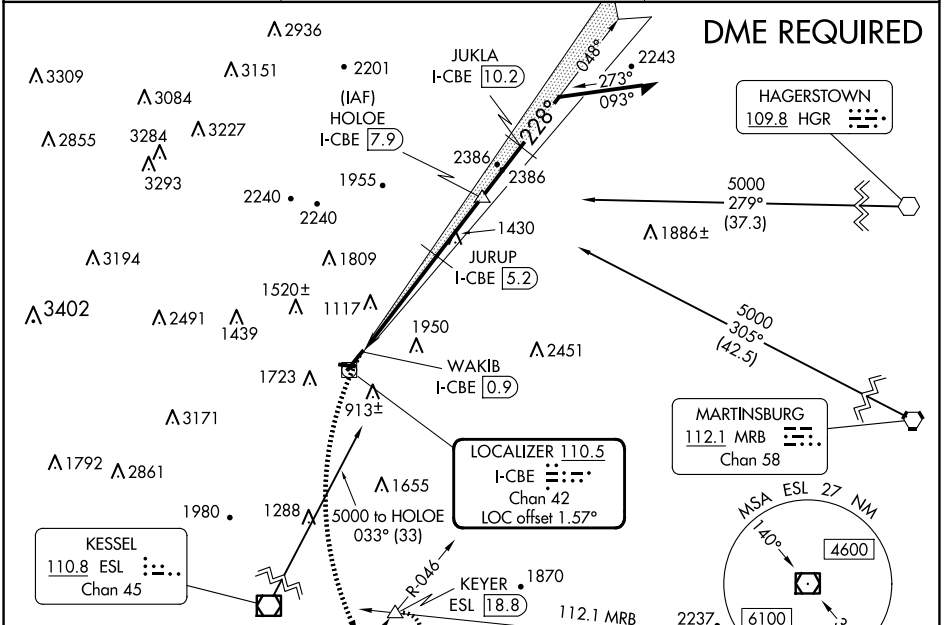 DME REQUIRED
2936
3309
3151
2201
3084
2855
3284
3227
3293
(IAF)
HOLOE
I-CBE 7.9
JUKLA
I-CBE 10.2
048°
2243
273°
093°
228°
HAGERSTOWN
109.8 HGR
2386
2386
1955
2240
2240
5000
279°
(37.3)
1430
1886±
3194
1809
JURUP
I-CBE 5.2
1520±
1117
3402
2491
1439
5000
305°
(42.5)
1950
2451
WAKIB
I-CBE 0.9
1723
913±
3171
MARTINSBURG
112.1 MRB
Chan 58
1792
2861
LOCALIZER 110.5
I-CBE
Chan 42
LOC offset 1.57°
1655
1980
1288
5000 to HOLOE
033° (33)
MSA ESL 27 NM
140°
4600
KESSEL
110.8 ESL
Chan 45
R-046
KEYER
ESL 18.8
1870
112.1 MRB
2237
6100